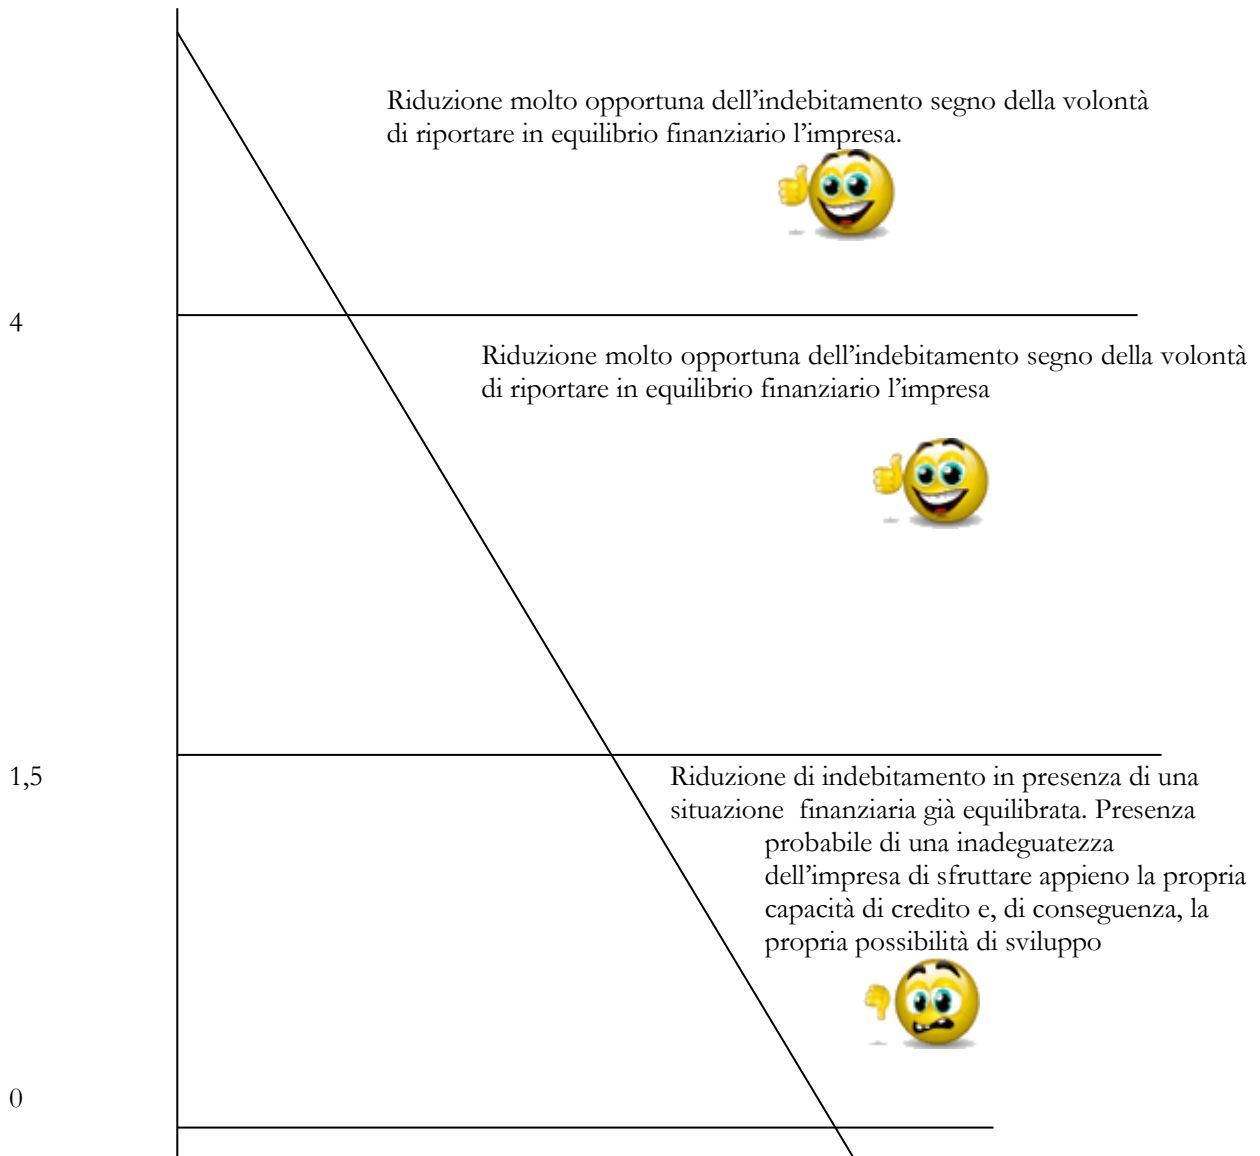 Riduzione molto opportuna dell’indebitamento segno della volontà
di riportare in equilibrio finanziario l’impresa.
4
Riduzione molto opportuna dell’indebitamento segno della volontà
di riportare in equilibrio finanziario l’impresa
1,5
Riduzione di indebitamento in presenza di una
situazione finanziaria già equilibrata. Presenza
probabile di una inadeguatezza
dell’impresa di sfruttare appieno la propria
capacità di credito e, di conseguenza, la
propria possibilità di sviluppo
0